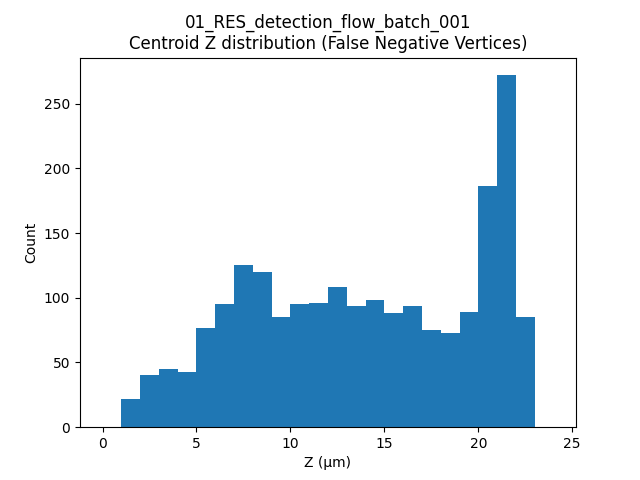 01_RES_detection_flow_batch_001
Centroid Z distribution (False Negative Vertices)
250
200
150
100
50
0
Count
0 5 10 15 20 25
Z (μm)